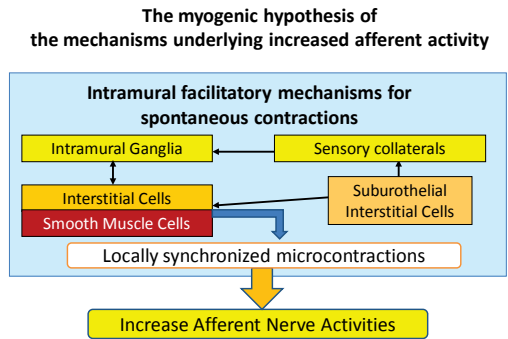 The myogenic hypothesis of
the mechanisms underlying increased afferent activity
Intramural facilitatory mechanisms for
spontaneous contractions
Intramural Ganglia
Sensory collaterals
Interstitial Cells
Smooth Muscle Cells
Suburothelial
Interstitial Cells
Locally synchronized microcontractions
Increase Afferent Nerve Activities